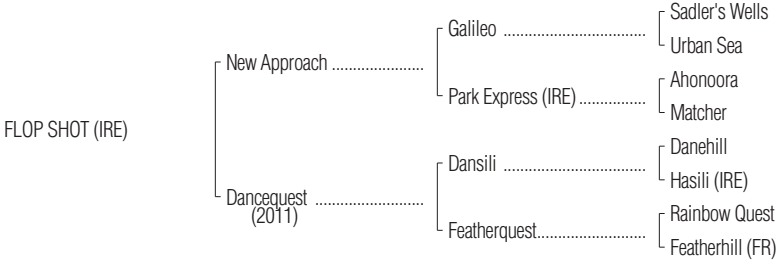 Sadler's Wells
Galileo ................................
Urban Sea
New Approach ......................
Ahonoora
Park Express (IRE) ...............
Matcher
FLOP SHOT (IRE)
Danehill
Dansili ................................
Hasili (IRE)
Dancequest ........................
(2011)
Rainbow Quest
Featherquest........................
Featherhill (FR)